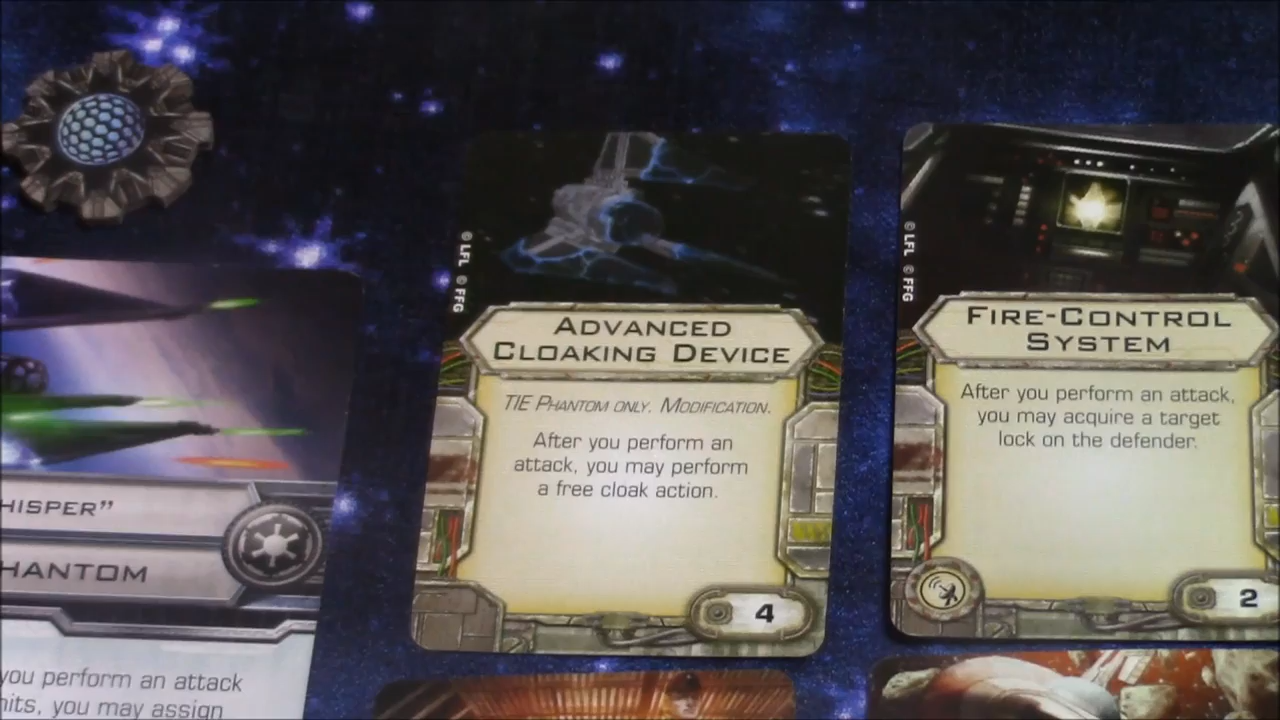 HISPER”
HANTOM
you perform an attack
hits, you may assign
© LFL © FFG
ADVANCED
CLOAKING DEVICE
TIE PHANTOM ONLY. MODIFICATION.
After you perform an
attack, you may perform
a free cloak action.
4
© LFL © FFG
FIRE-CONTROL
SYSTEM
After you perform an attack,
you may acquire a target
lock on the defender.
2